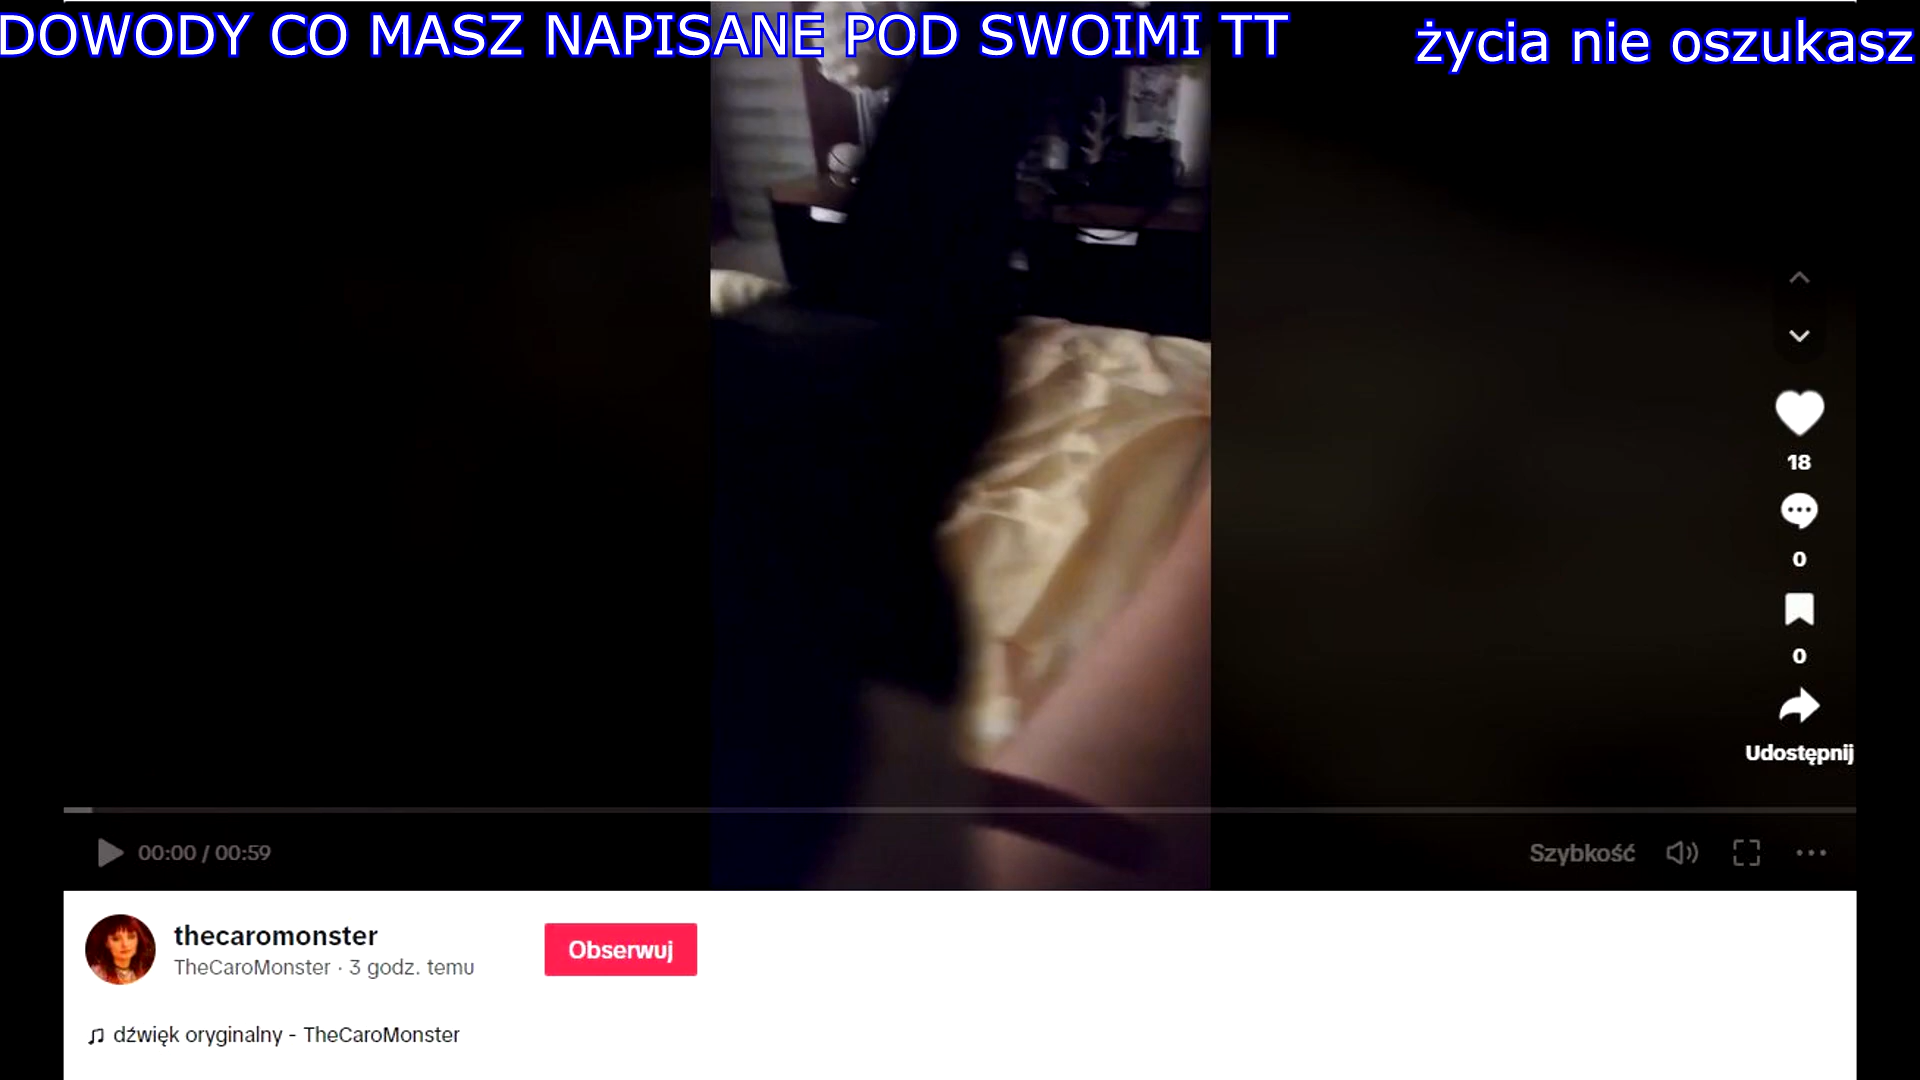 DOWODY CO MASZ NAPISANE POD SWOIMI TT
życia nie oszukasz
18
0
0
Udostępnij
00:00 / 00:59
Szybkość
thecaromonster
TheCaroMonster · 3 godz. temu
Obserwuj
dźwięk oryginalny - TheCaroMonster